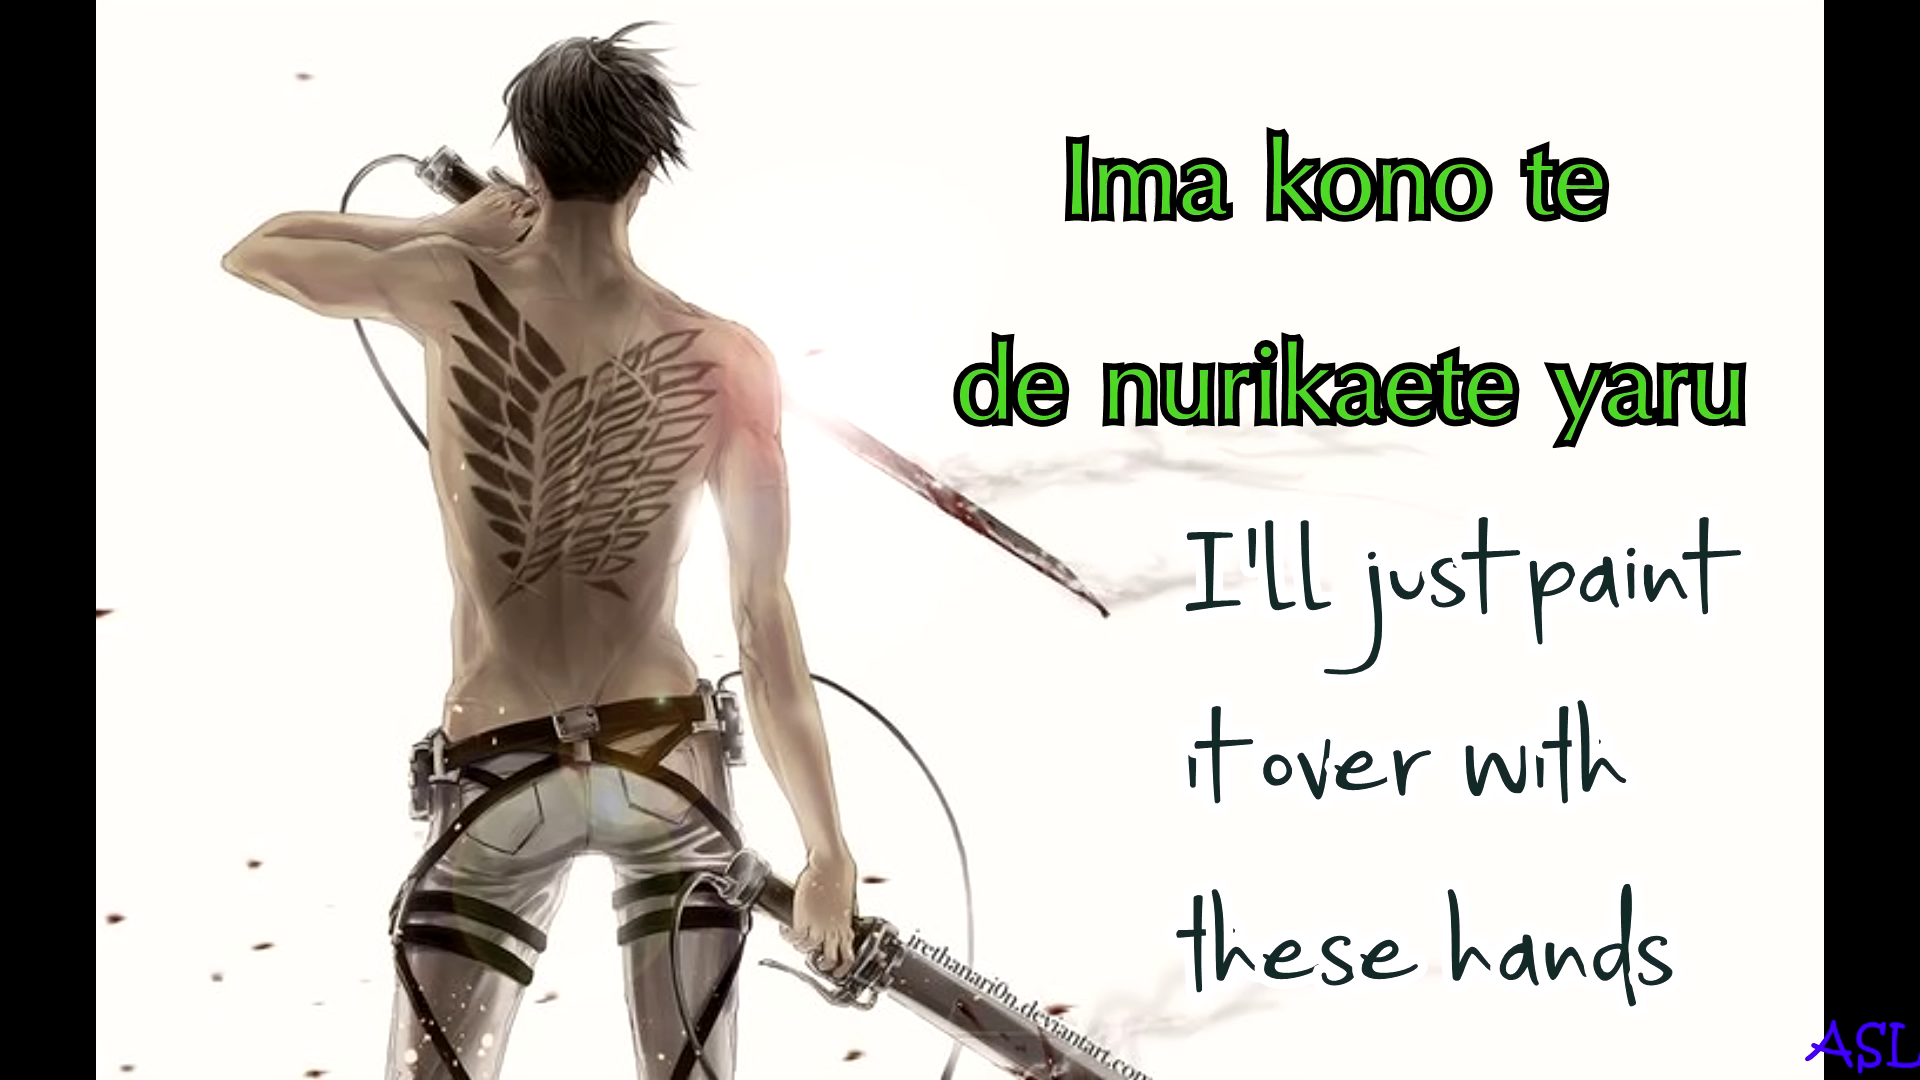 Ima kono te
de nurikaete yaru
I'll just paint
it over with
these hands
irethanari0n.deviantart.com
ASL